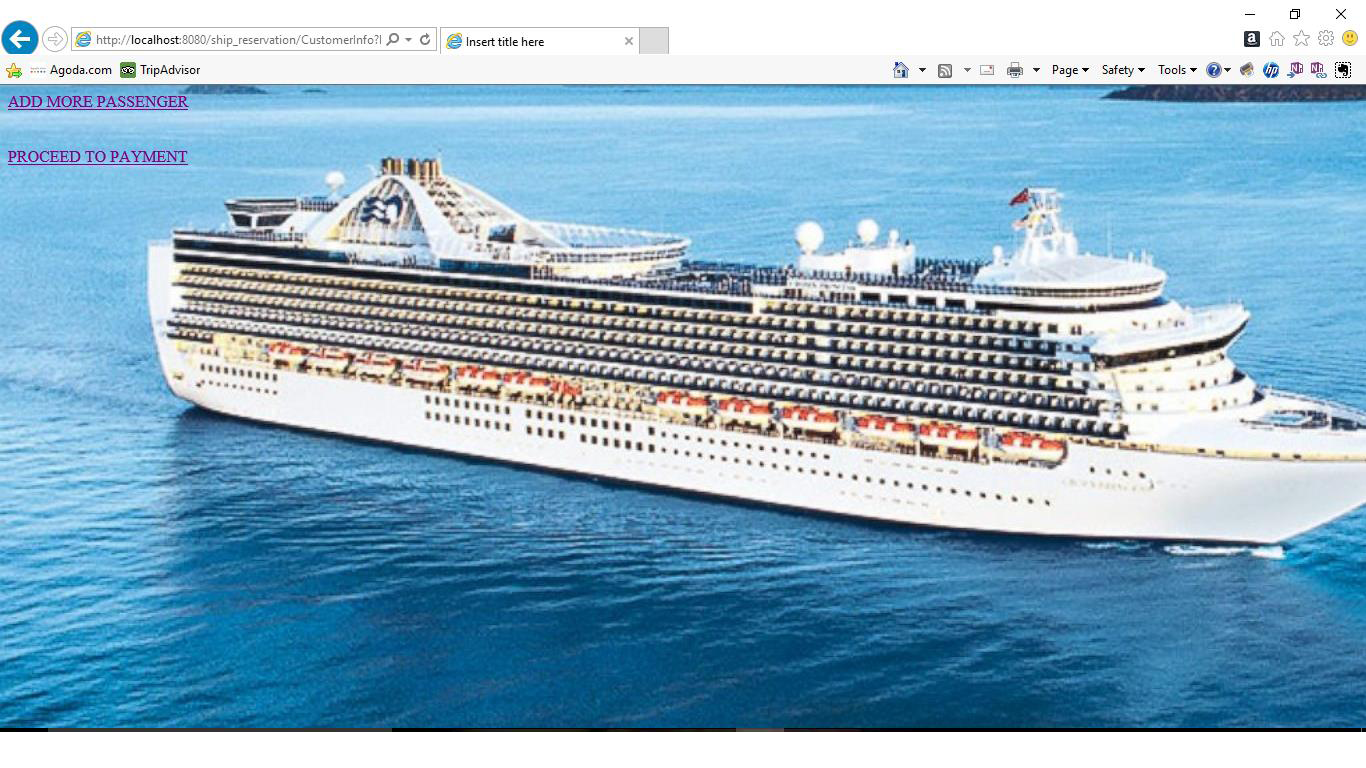 http://localhost:8080/ship_reservation/CustomerInfo?l
Insert title here
Agoda.com TripAdvisor Page Safety Tools
ADD MORE PASSENGER
PROCEED TO PAYMENT